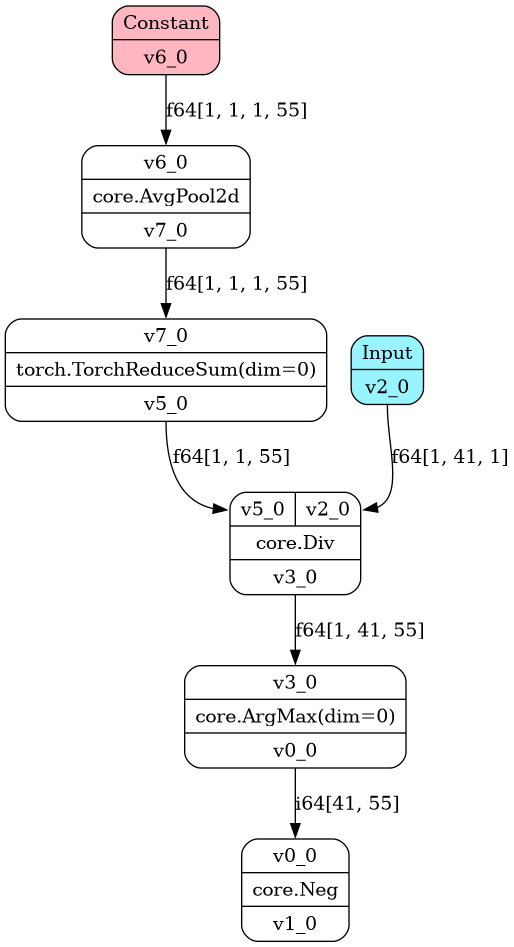 Constant
v6_0
f64[1, 1, 1, 55]
v6_0
core.AvgPool2d
v7_0
f64[1, 1, 1, 55]
v7_0
torch.TorchReduceSum(dim=0)
v5_0
Input
v2_0
f64[1, 1, 55]
f64[1, 41, 1]
v5_0 v2_0
core.Div
v3_0
f64[1, 41, 55]
v3_0
core.ArgMax(dim=0)
v0_0
i64[41, 55]
v0_0
core.Neg
v1_0